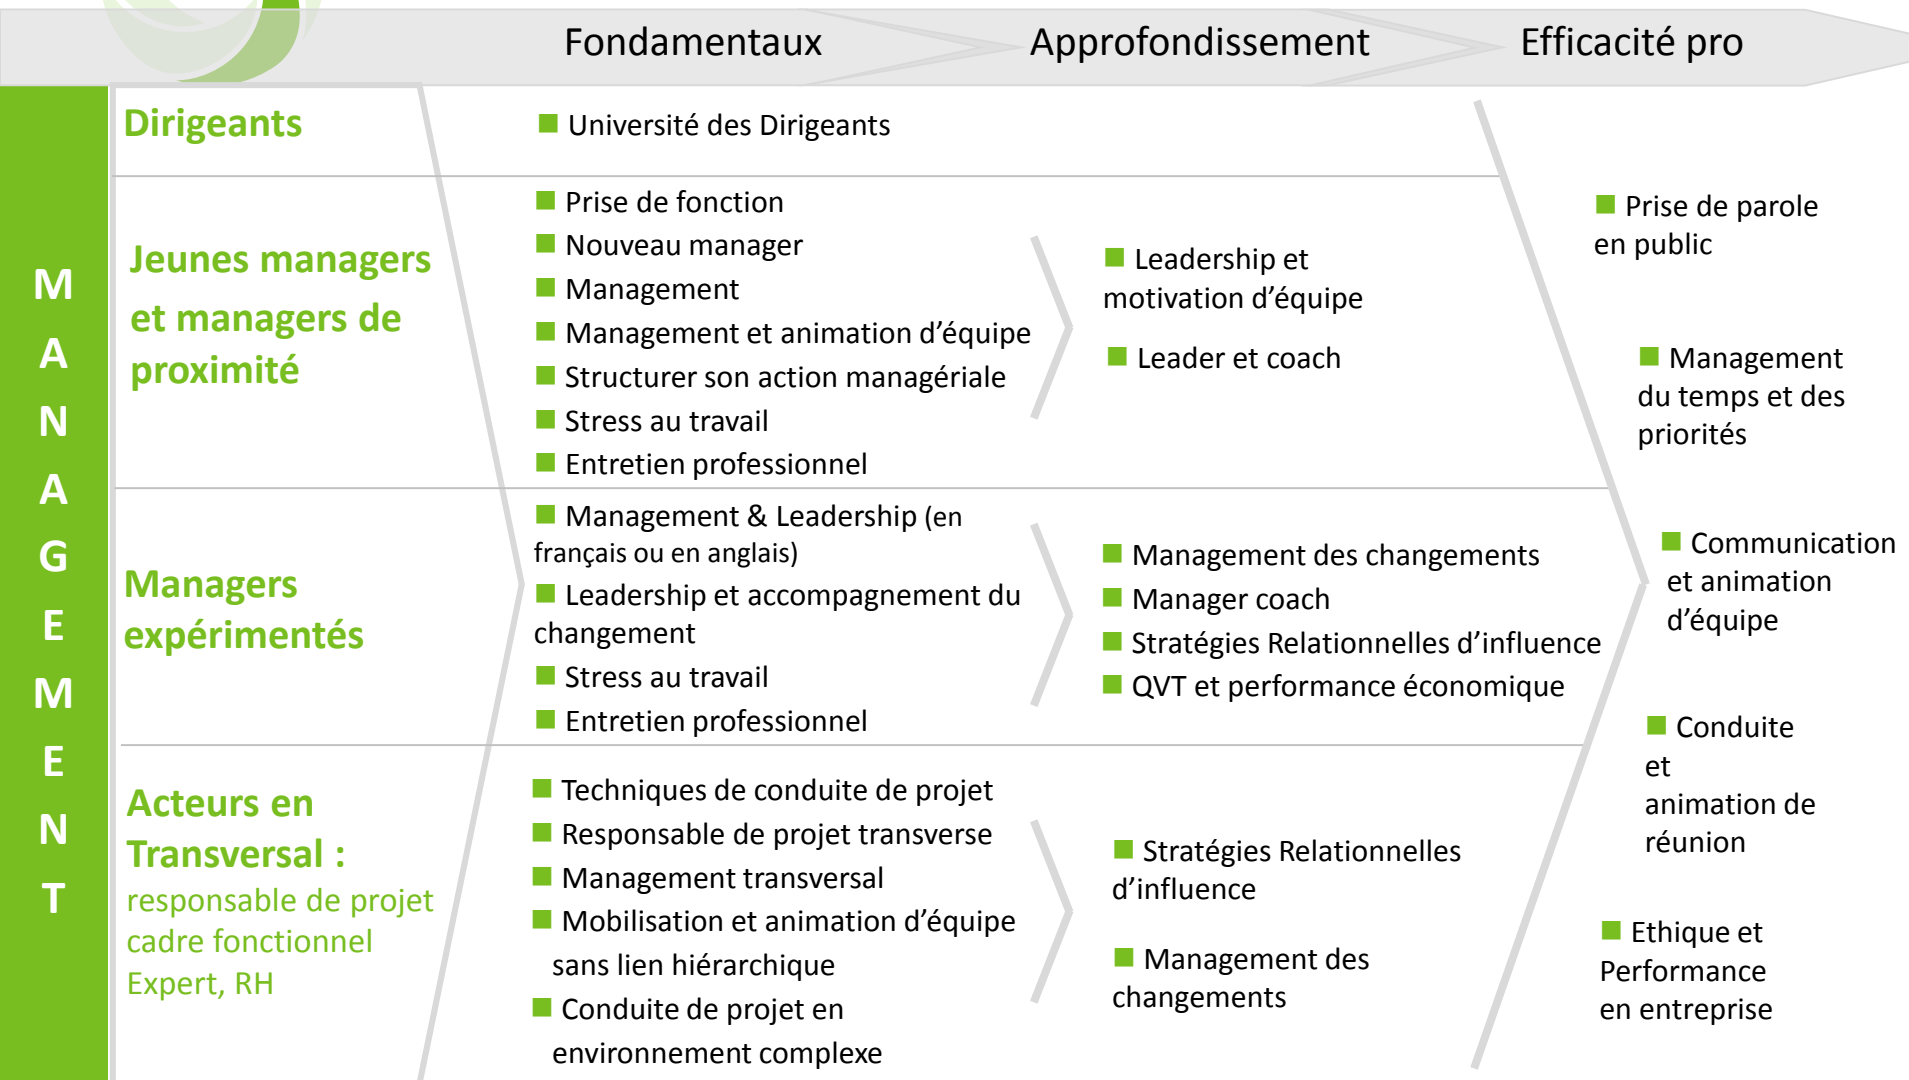 Fondamentaux
Approfondissement
Efficacité pro
MANAGEMENT
Dirigeants
■ Université des Dirigeants
Jeunes managers
et managers de
proximité
■ Prise de fonction
■ Nouveau manager
■ Management
■ Management et animation d’équipe
■ Structurer son action managériale
■ Stress au travail
■ Entretien professionnel
■ Leadership et
motivation d’équipe
■ Leader et coach
Managers
expérimentés
■ Management & Leadership (en
français ou en anglais)
■ Leadership et accompagnement du
changement
■ Stress au travail
■ Entretien professionnel
■ Management des changements
■ Manager coach
■ Stratégies Relationnelles d’influence
■ QVT et performance économique
Acteurs en
Transversal :
responsable de projet
cadre fonctionnel
Expert, RH
■ Techniques de conduite de projet
■ Responsable de projet transverse
■ Management transversal
■ Mobilisation et animation d’équipe
sans lien hiérarchique
■ Conduite de projet en
environnement complexe
■ Stratégies Relationnelles
d’influence
■ Management des
changements
■ Prise de parole
en public
■ Management
du temps et des
priorités
■ Communication
et animation
d’équipe
■ Conduite
et
animation de
réunion
■ Ethique et
Performance
en entreprise